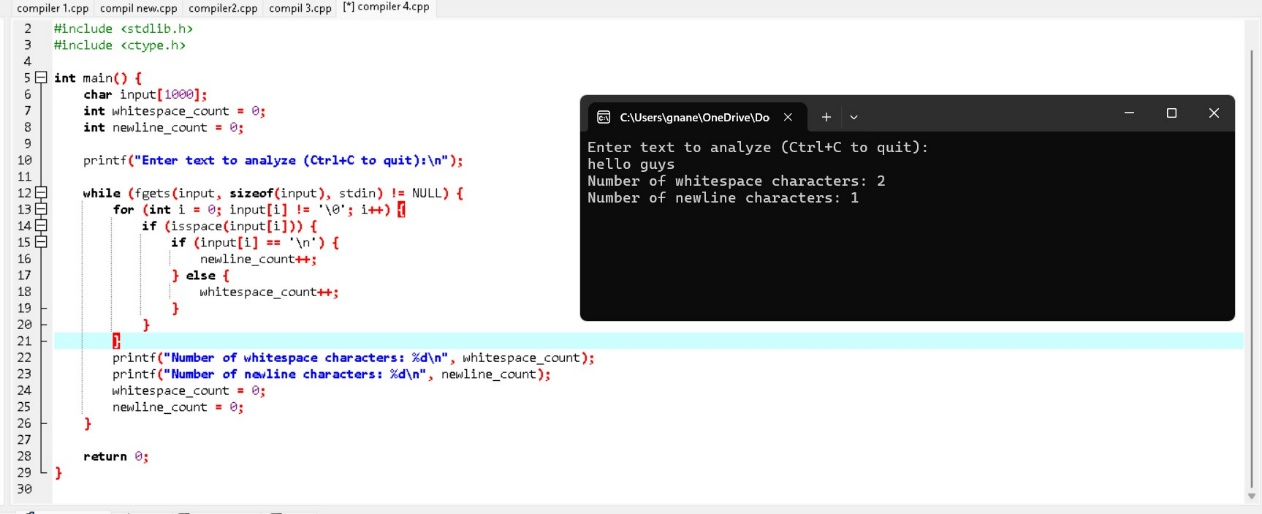 compiler 1.cpp compil new.cpp compiler2.cpp compil 3.cpp [*] compiler 4.cpp
2 #include <stdlib.h>
3 #include <ctype.h>
4
5 int main() {
6 char input[1000];
7 int whitespace_count = 0;
8 int newline_count = 0;
9
10 printf("Enter text to analyze (Ctrl+C to quit):\n");
11
12 while (fgets(input, sizeof(input), stdin) != NULL) {
13 for (int i = 0; input[i] != '\0'; i++) {
14 if (isspace(input[i])) {
15 if (input[i] == '\n') {
16 newline_count++;
17 } else {
18 whitespace_count++;
19 }
20 }
21 }
22 printf("Number of whitespace characters: %d\n", whitespace_count);
23 printf("Number of newline characters: %d\n", newline_count);
24 whitespace_count = 0;
25 newline_count = 0;
26 }
27
28 return 0;
29 }
30
C:\Users\gnane\OneDrive\Do
Enter text to analyze (Ctrl+C to quit):
hello guys
Number of whitespace characters: 2
Number of newline characters: 1